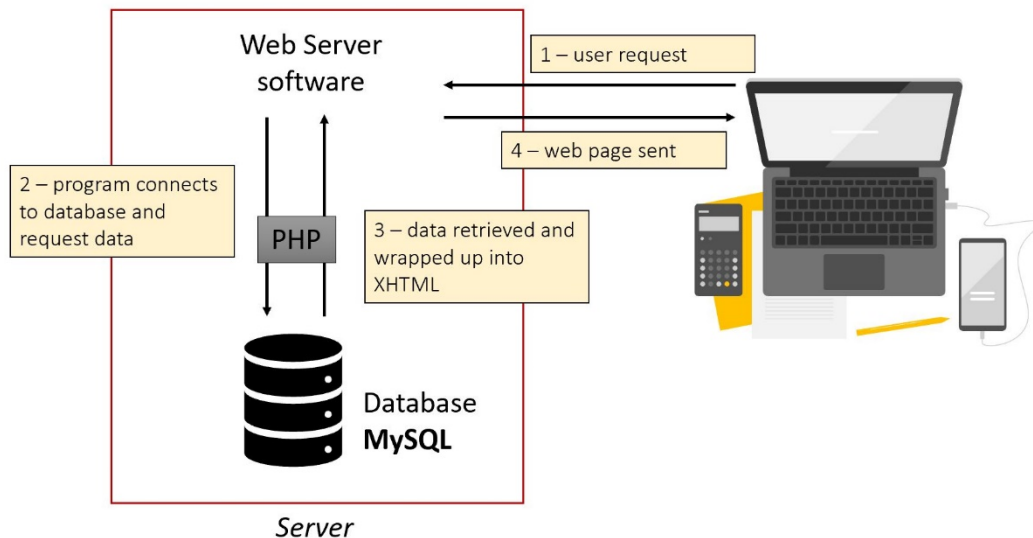 Web Server
software
1 – user request
4 – web page sent
2 – program connects
to database and
request data
PHP
3 – data retrieved and
wrapped up into
XHTML
Database
MySQL
Server